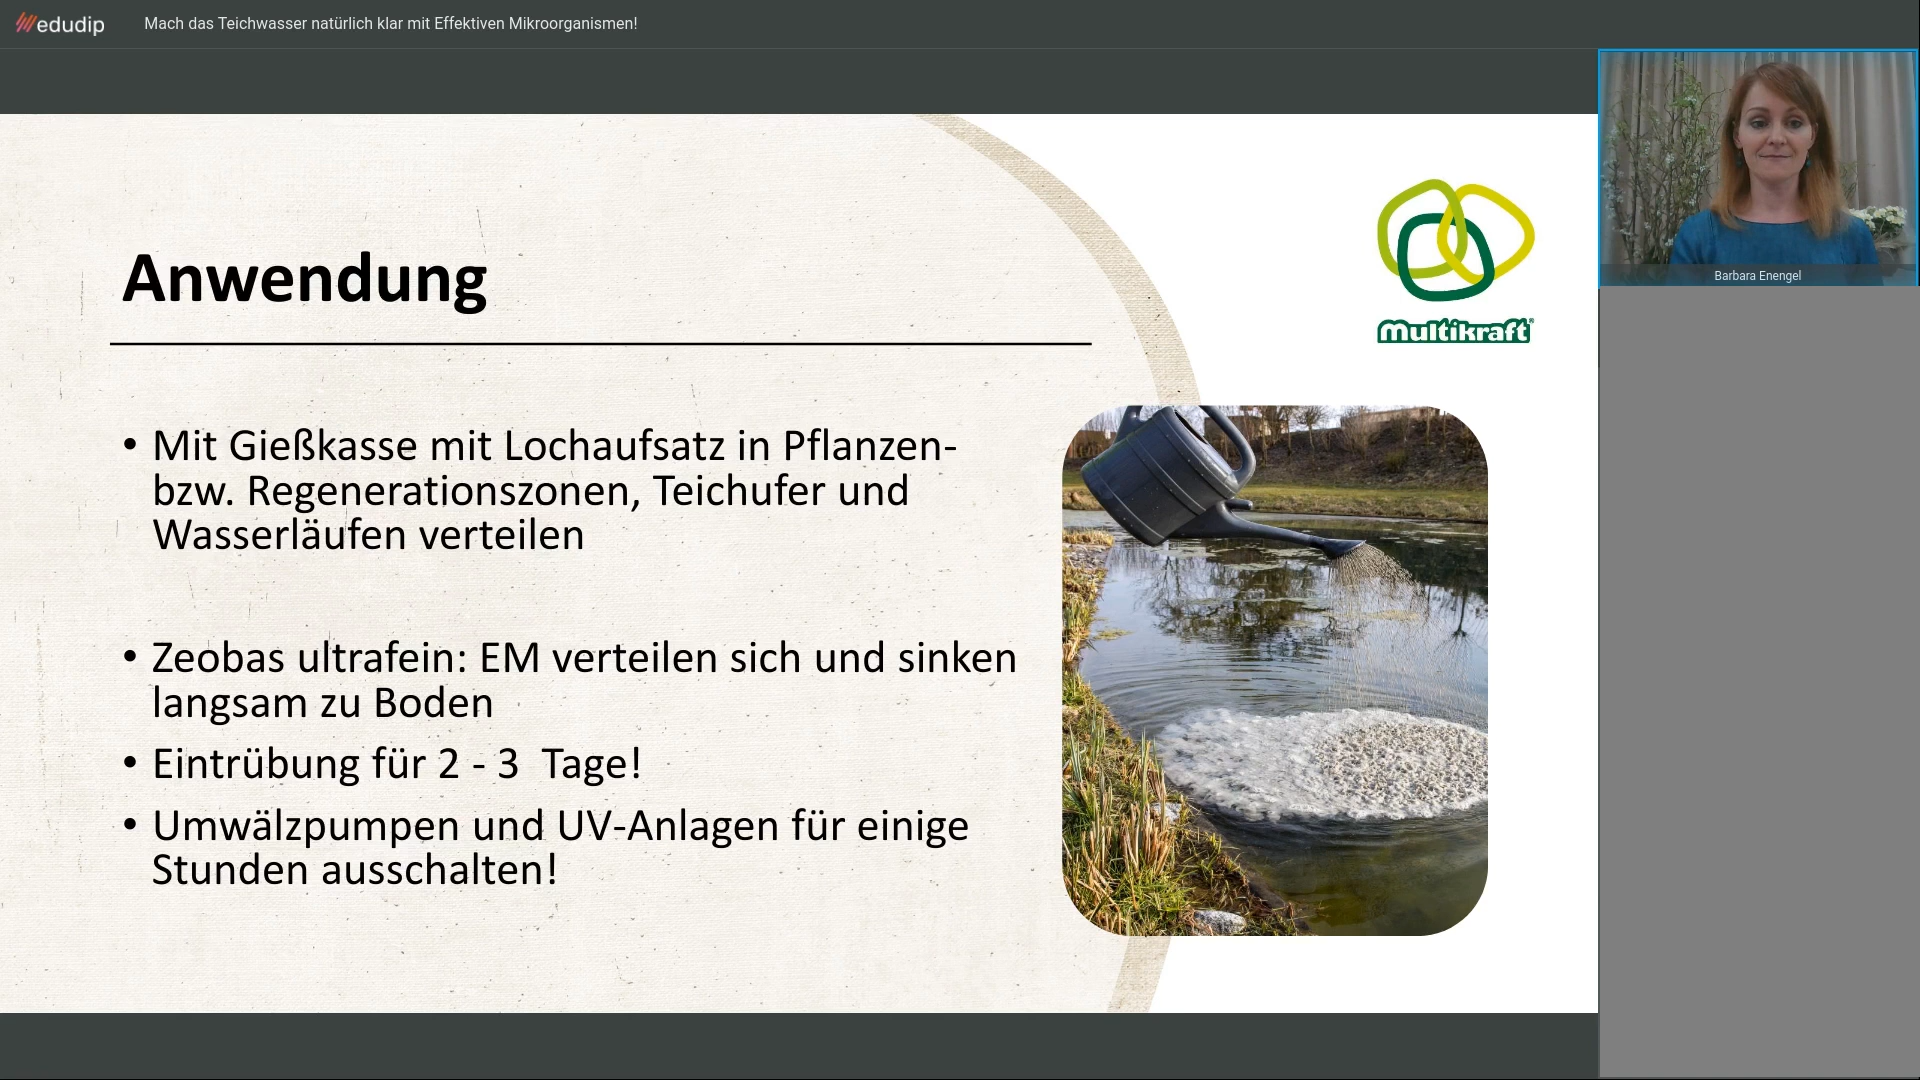 edudip
Mach das Teichwasser natürlich klar mit Effektiven Mikroorganismen!
Barbara Enengel
multikraft®
Anwendung
• Mit Gießkasse mit Lochaufsatz in Pflanzen-
bzw. Regenerationszonen, Teichufer und
Wasserläufen verteilen
• Zeobas ultrafein: EM verteilen sich und sinken
langsam zu Boden
• Eintrübung für 2 - 3  Tage!
• Umwälzpumpen und UV-Anlagen für einige
Stunden ausschalten!